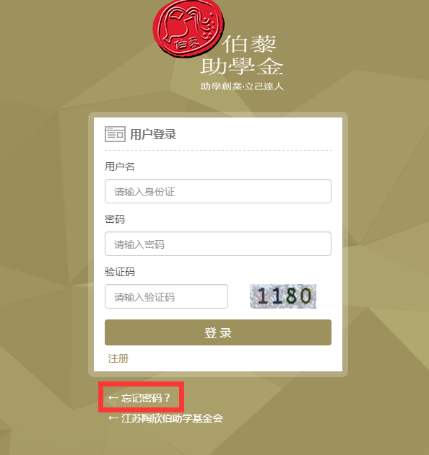 伯藜
伯藜
助學金
助學創業·立己達人
用户登录
用户名
请输入身份证
密码
请输入密码
验证码
请输入验证码
1180
登 录
注册
← 忘记密码？
← 江苏陶欣伯助学基金会